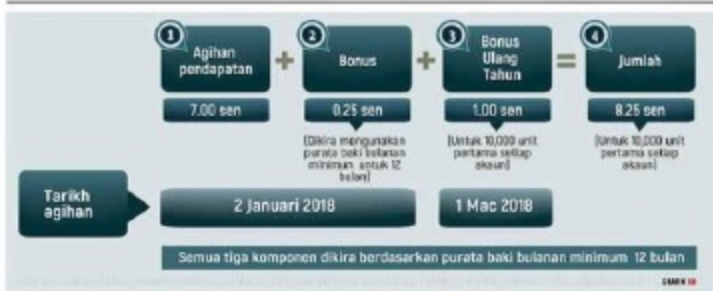 1
Agihan
pendapatan
+
2
Bonus
+
3
Bonus
Ulang
Tahun
=
4
Jumlah
7.00 sen
0.25 sen
1.00 sen
8.25 sen
(Dikira mengunakan
purata baki bulanan
minimum untuk 12
bulan)
(Untuk 10,000 unit
pertama setiap
akaun)
(Untuk 10,000 unit
pertama setiap
akaun)
Tarikh
agihan
2 Januari 2018
1 Mac 2018
Semua tiga komponen dikira berdasarkan purata baki bulanan minimum 12 bulan